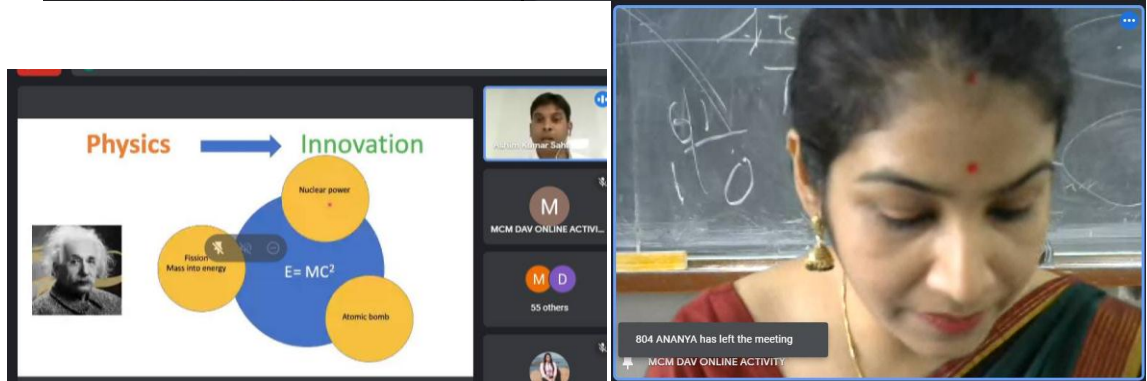 Physics
Innovation
Nuclear power
Fission
Mass into energy
E= MC²
Atomic bomb
Kumar
M
MCM DAV ONLINE ACTIVI...
M D
55 others
804 ANANYA has left the meeting
MCM DAV ONLINE ACTIVITY